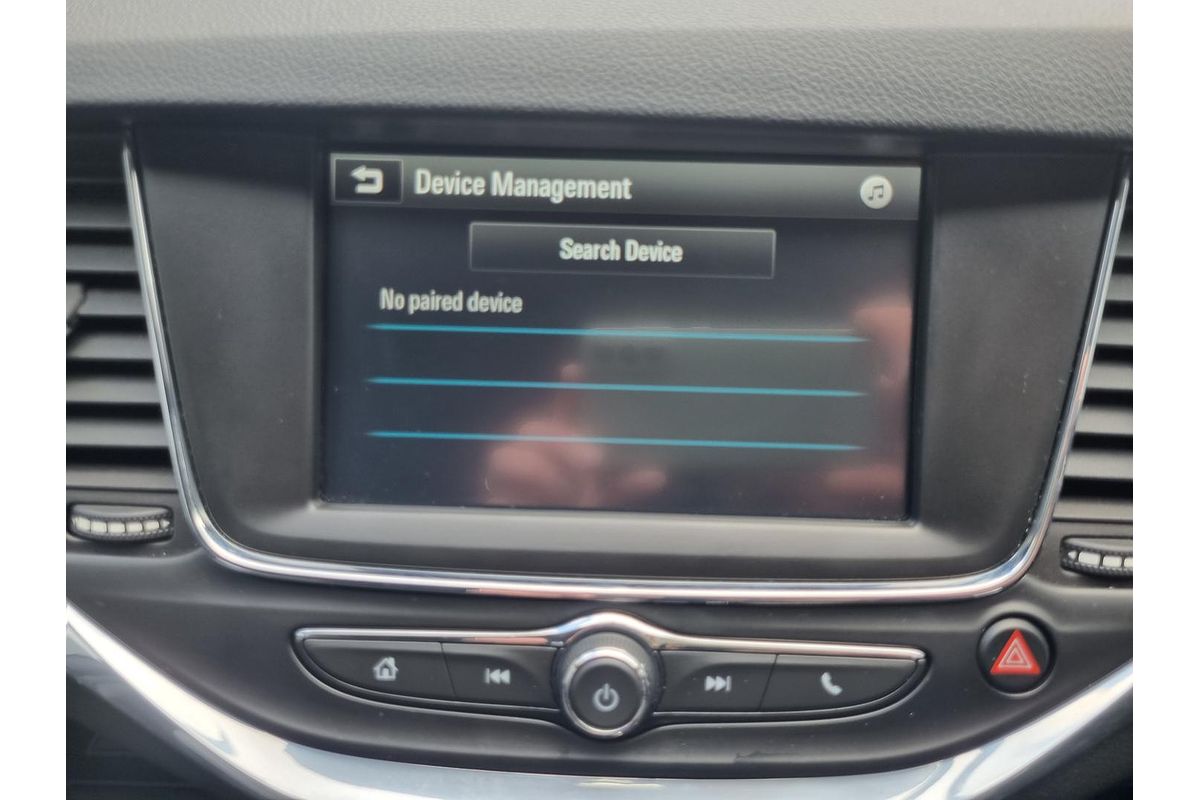 Device Management
Search Device
No paired device